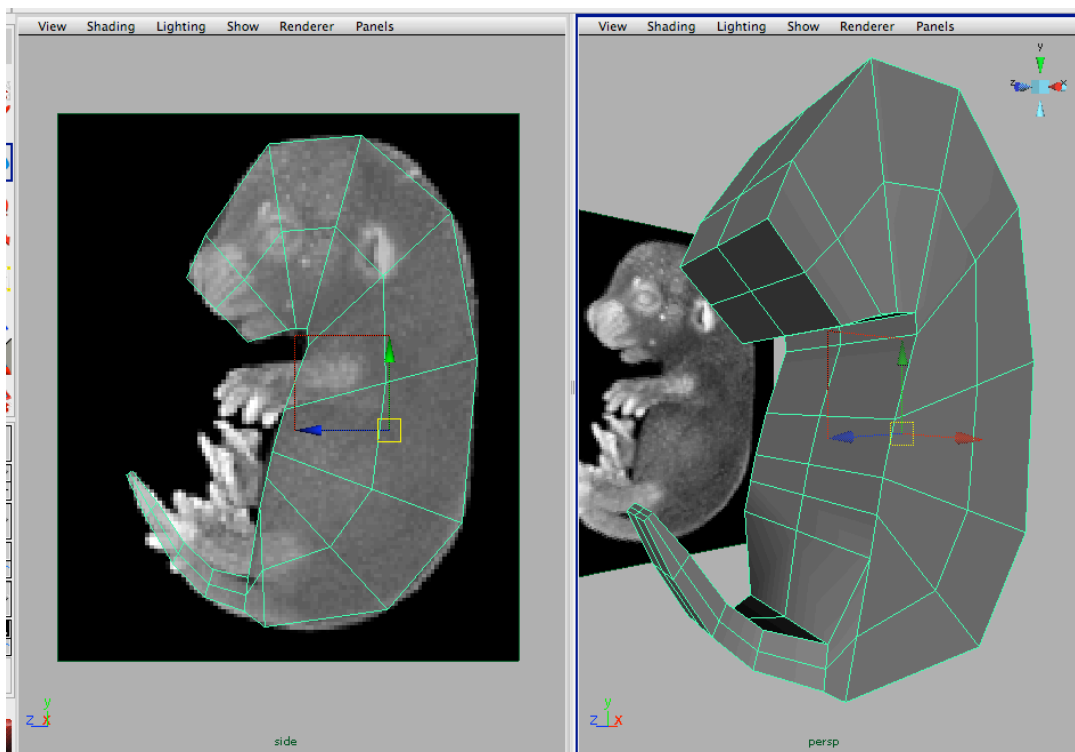 View Shading Lighting Show Renderer Panels
View Shading Lighting Show Renderer Panels
y
z x
y
z x
side
y
z x
persp